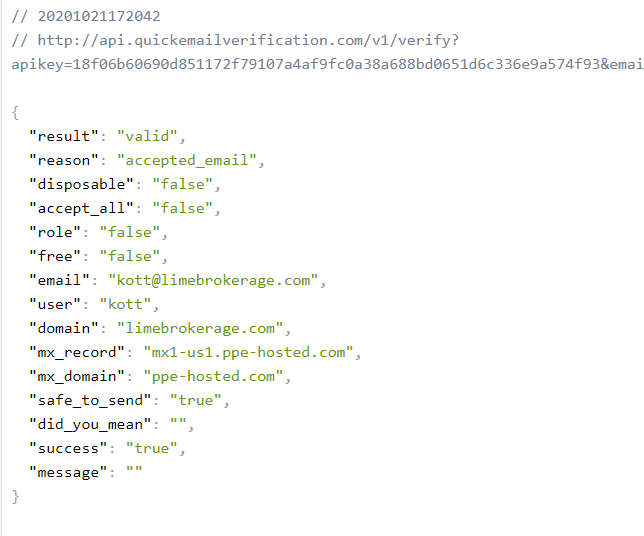 // 20201021172042
// http://api.quickemailverification.com/v1/verify?
apikey=18f06b60690d851172f79107a4af9fc0a38a688bd0651d6c336e9a574f93&emai
{
"result": "valid",
"reason": "accepted_email",
"disposable": "false",
"accept_all": "false",
"role": "false",
"free": "false",
"email": "kott@limebrokerage.com",
"user": "kott",
"domain": "limebrokerage.com",
"mx_record": "mx1-us1.ppe-hosted.com",
"mx_domain": "ppe-hosted.com",
"safe_to_send": "true",
"did_you_mean": "",
"success": "true",
"message": ""
}